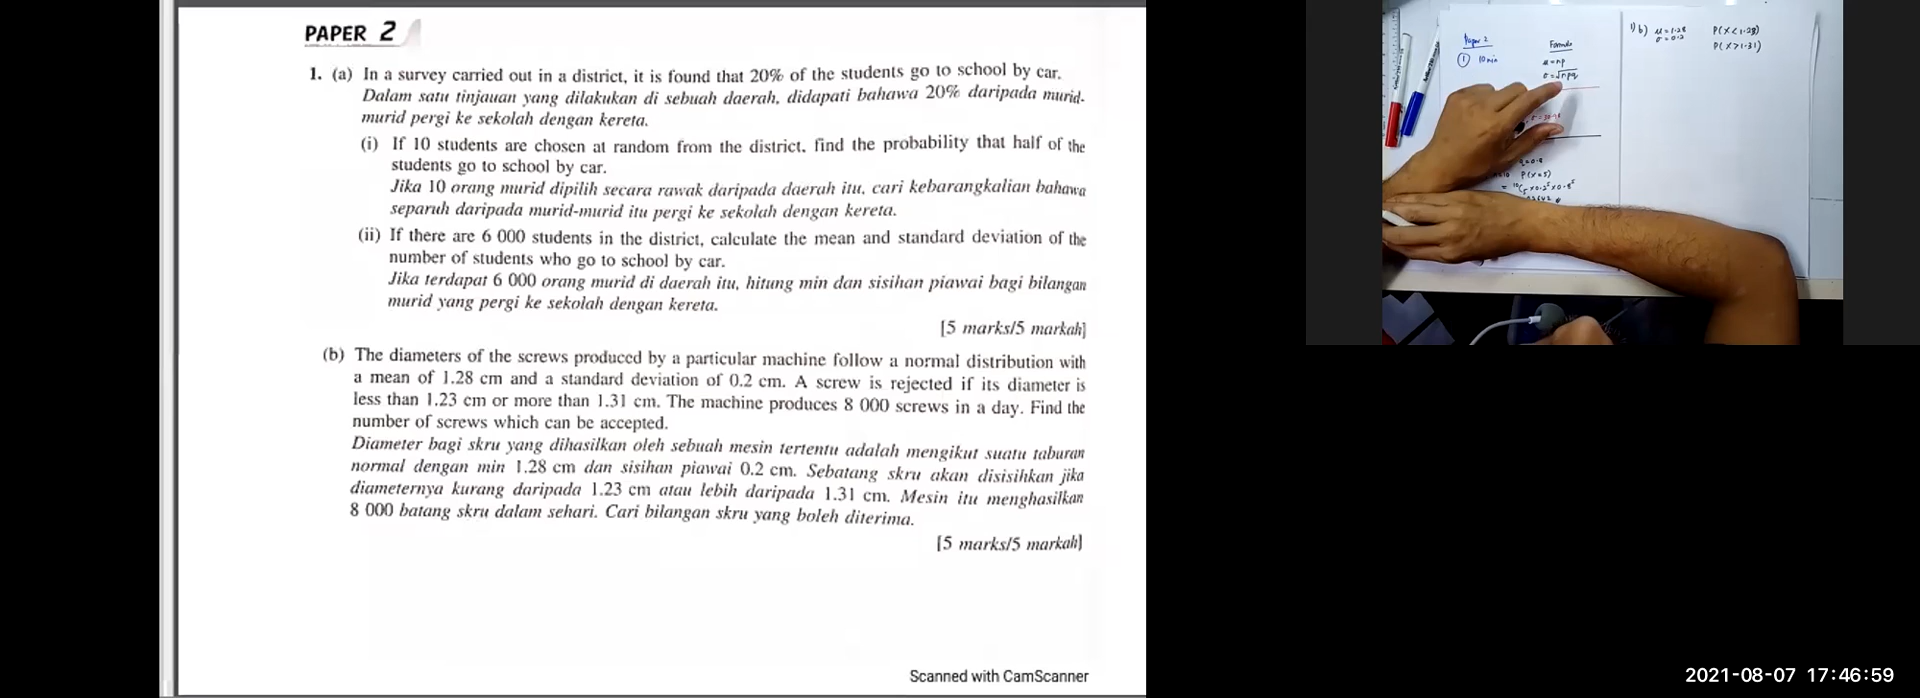 PAPER 2
1. (a) In a survey carried out in a district, it is found that 20% of the students go to school by car.
Dalam satu tinjauan yang dilakukan di sebuah daerah, didapati bahawa 20% daripada murid-
murid pergi ke sekolah dengan kereta.
(i) If 10 students are chosen at random from the district, find the probability that half of the
students go to school by car.
Jika 10 orang murid dipilih secara rawak daripada daerah itu, cari kebarangkalian bahawa
separuh daripada murid-murid itu pergi ke sekolah dengan kereta.
(ii) If there are 6 000 students in the district, calculate the mean and standard deviation of the
number of students who go to school by car.
Jika terdapat 6 000 orang murid di daerah itu, hitung min dan sisihan piawai bagi bilangan
murid yang pergi ke sekolah dengan kereta.
[5 marks/5 markah]
(b) The diameters of the screws produced by a particular machine follow a normal distribution with
a mean of 1.28 cm and a standard deviation of 0.2 cm. A screw is rejected if its diameter is
less than 1.23 cm or more than 1.31 cm. The machine produces 8 000 screws in a day. Find the
number of screws which can be accepted.
Diameter bagi skru yang dihasilkan oleh sebuah mesin tertentu adalah mengikut suatu taburan
normal dengan min 1.28 cm dan sisihan piawai 0.2 cm. Sebatang skru akan disisihkan jika
diameternya kurang daripada 1.23 cm atau lebih daripada 1.31 cm. Mesin itu menghasilkan
8 000 batang skru dalam sehari. Cari bilangan skru yang boleh diterima.
[5 marks/5 markah]
Scanned with CamScanner
Paper 2
① 10 min
Formula
μ = np
σ = √npq
P(X=5)
1) b) μ = 1.28
σ = 0.2
P(X<1.28)
P(X>1.31)
2021-08-07 17:46:59